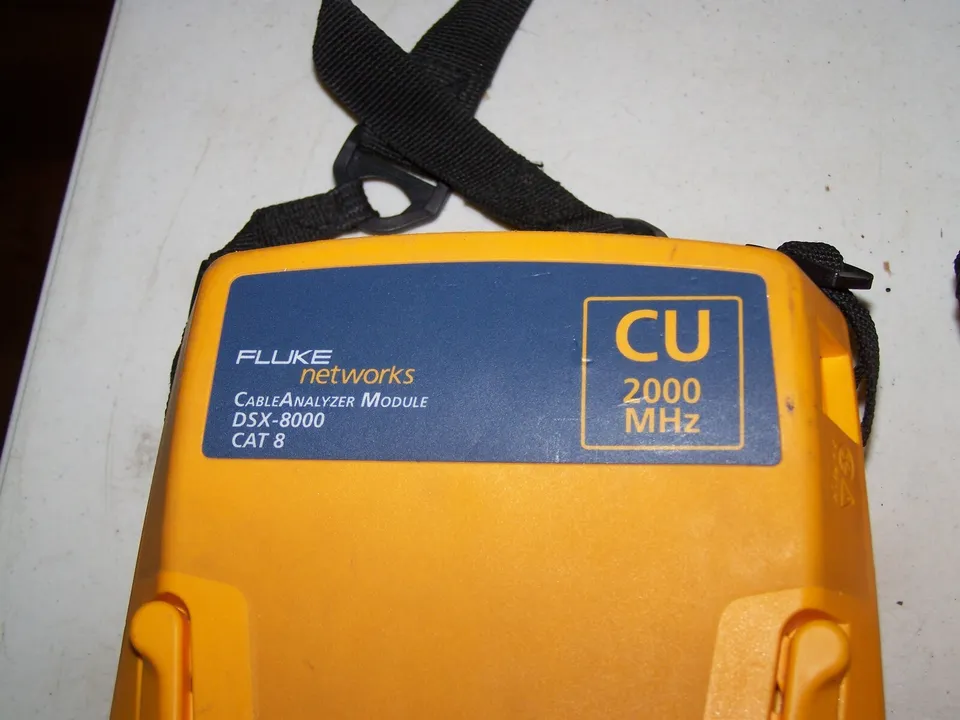 FLUKE
networks
CABLEANALYZER MODULE
DSX-8000
CAT 8
CU
2000
MHz